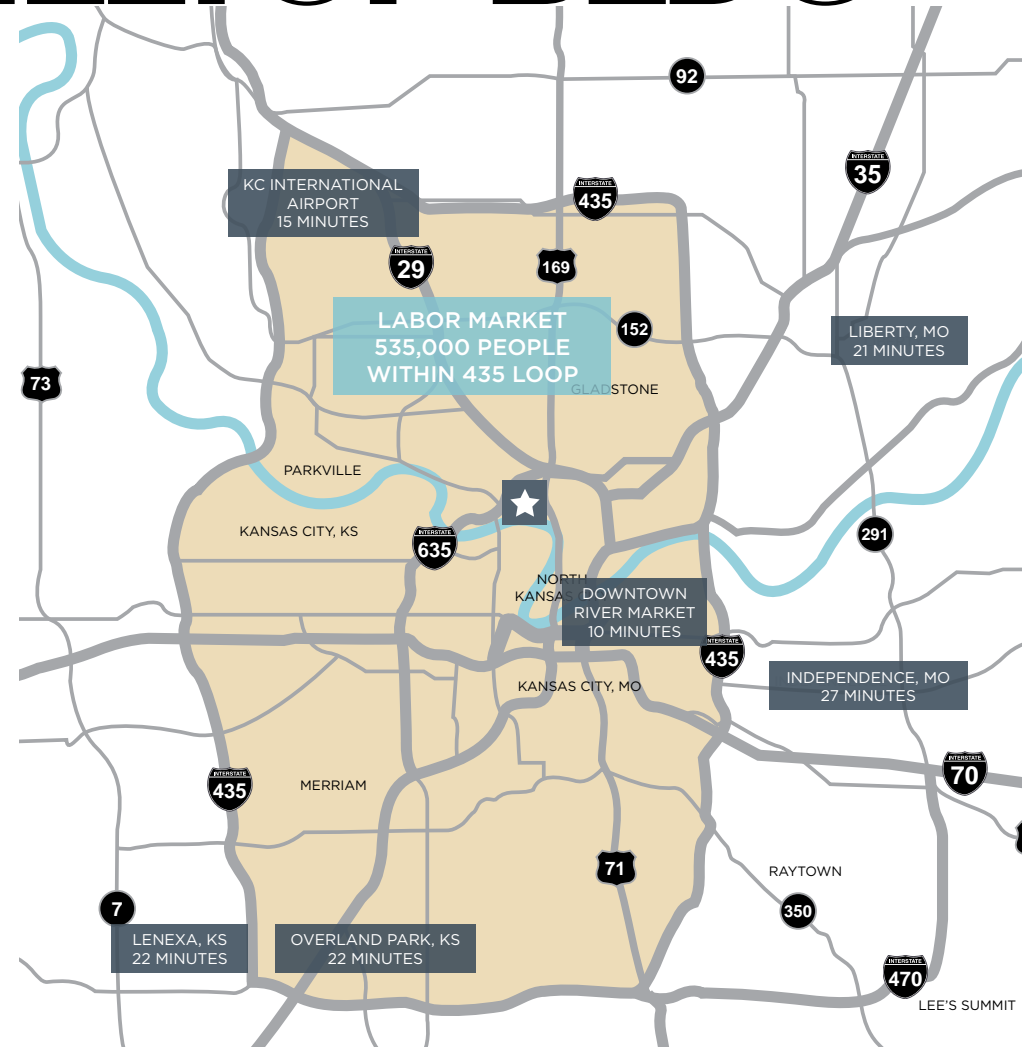 92
INTERSTATE
35
KC INTERNATIONAL
AIRPORT
15 MINUTES
INTERSTATE
435
INTERSTATE
29
169
LABOR MARKET
535,000 PEOPLE
WITHIN 435 LOOP
152
LIBERTY, MO
21 MINUTES
73
GLADSTONE
PARKVILLE
KANSAS CITY, KS
INTERSTATE
635
291
NORTH
KANSAS
DOWNTOWN
RIVER MARKET
10 MINUTES
INTERSTATE
435
INDEPENDENCE, MO
27 MINUTES
KANSAS CITY, MO
INTERSTATE
70
INTERSTATE
435
MERRIAM
71
RAYTOWN
350
7
LENEXA, KS
22 MINUTES
OVERLAND PARK, KS
22 MINUTES
INTERSTATE
470
LEE'S SUMMIT